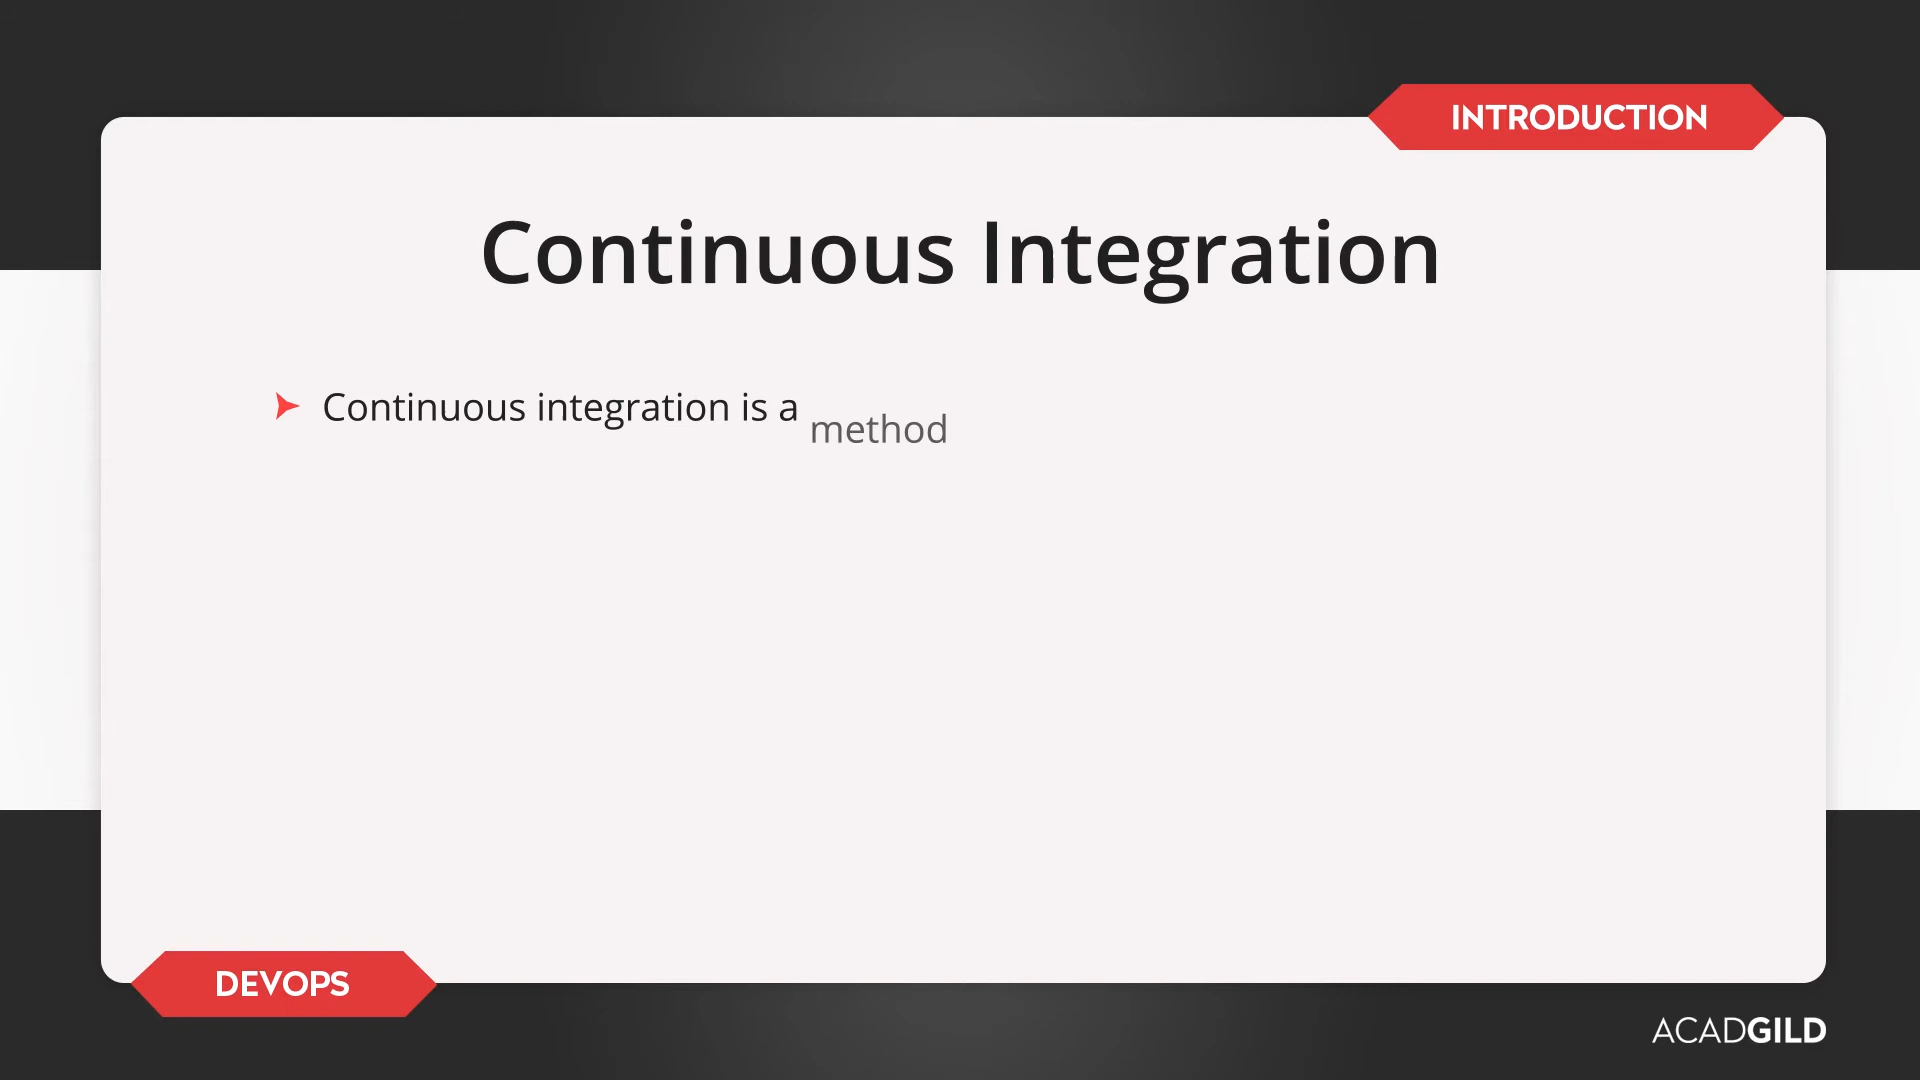 INTRODUCTION
Continuous Integration
Continuous integration is a method
DEVOPS
ACADGILD